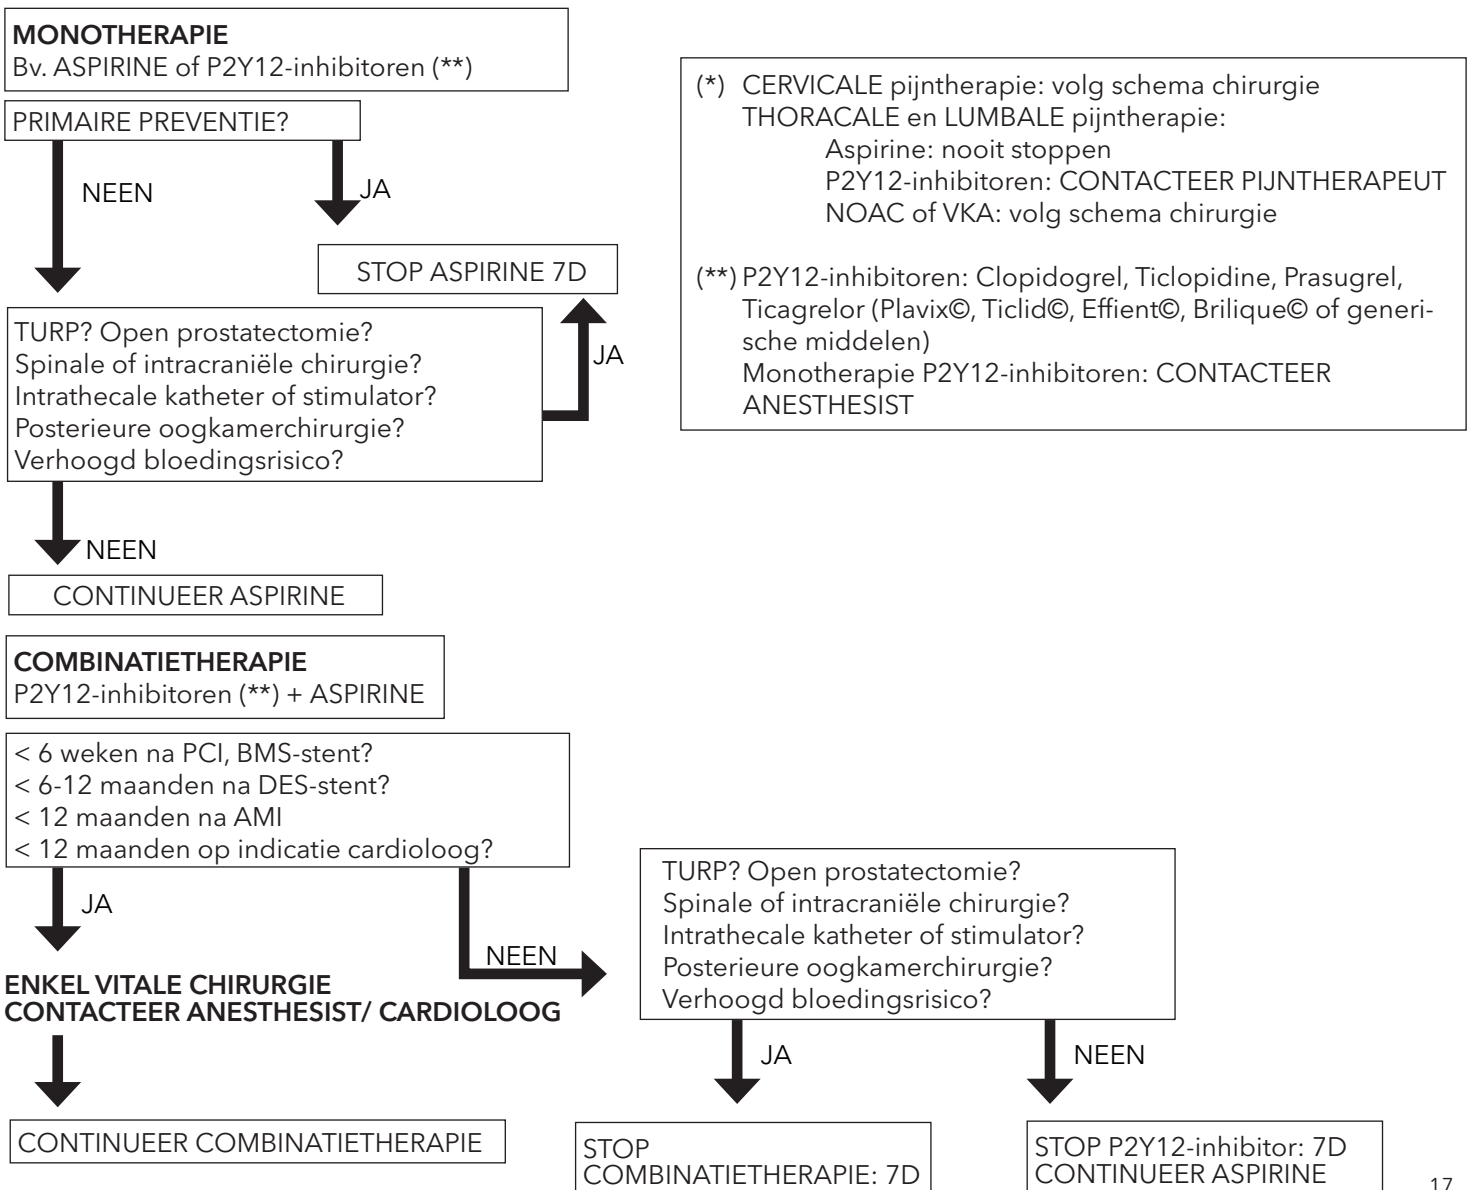 MONOTHERAPIE
Bv. ASPIRINE of P2Y12-inhibitoren (**)
PRIMAIRE PREVENTIE?
NEEN
JA
STOP ASPIRINE 7D
TURP? Open prostatectomie?
Spinale of intracraniële chirurgie?
Intrathecale katheter of stimulator?
Posterieure oogkamerchirurgie?
Verhoogd bloedingsrisico?
JA
NEEN
CONTINUEER ASPIRINE
(*) CERVICALE pijntherapie: volg schema chirurgie
THORACALE en LUMBALE pijntherapie:
Aspirine: nooit stoppen
P2Y12-inhibitoren: CONTACTEER PIJNTHERAPEUT
NOAC of VKA: volg schema chirurgie
(**) P2Y12-inhibitoren: Clopidogrel, Ticlopidine, Prasugrel,
Ticagrelor (Plavix©, Ticlid©, Effient©, Brilique© of generi-
sche middelen)
Monotherapie P2Y12-inhibitoren: CONTACTEER
ANESTHESIST
COMBINATIETHERAPIE
P2Y12-inhibitoren (**) + ASPIRINE
< 6 weken na PCI, BMS-stent?
< 6-12 maanden na DES-stent?
< 12 maanden na AMI
< 12 maanden op indicatie cardioloog?
JA
NEEN
ENKEL VITALE CHIRURGIE
CONTACTEER ANESTHESIST/ CARDIOLOOG
CONTINUEER COMBINATIETHERAPIE
TURP? Open prostatectomie?
Spinale of intracraniële chirurgie?
Intrathecale katheter of stimulator?
Posterieure oogkamerchirurgie?
Verhoogd bloedingsrisico?
JA
NEEN
STOP
COMBINATIETHERAPIE: 7D
STOP P2Y12-inhibitor: 7D
CONTINUEER ASPIRINE
17